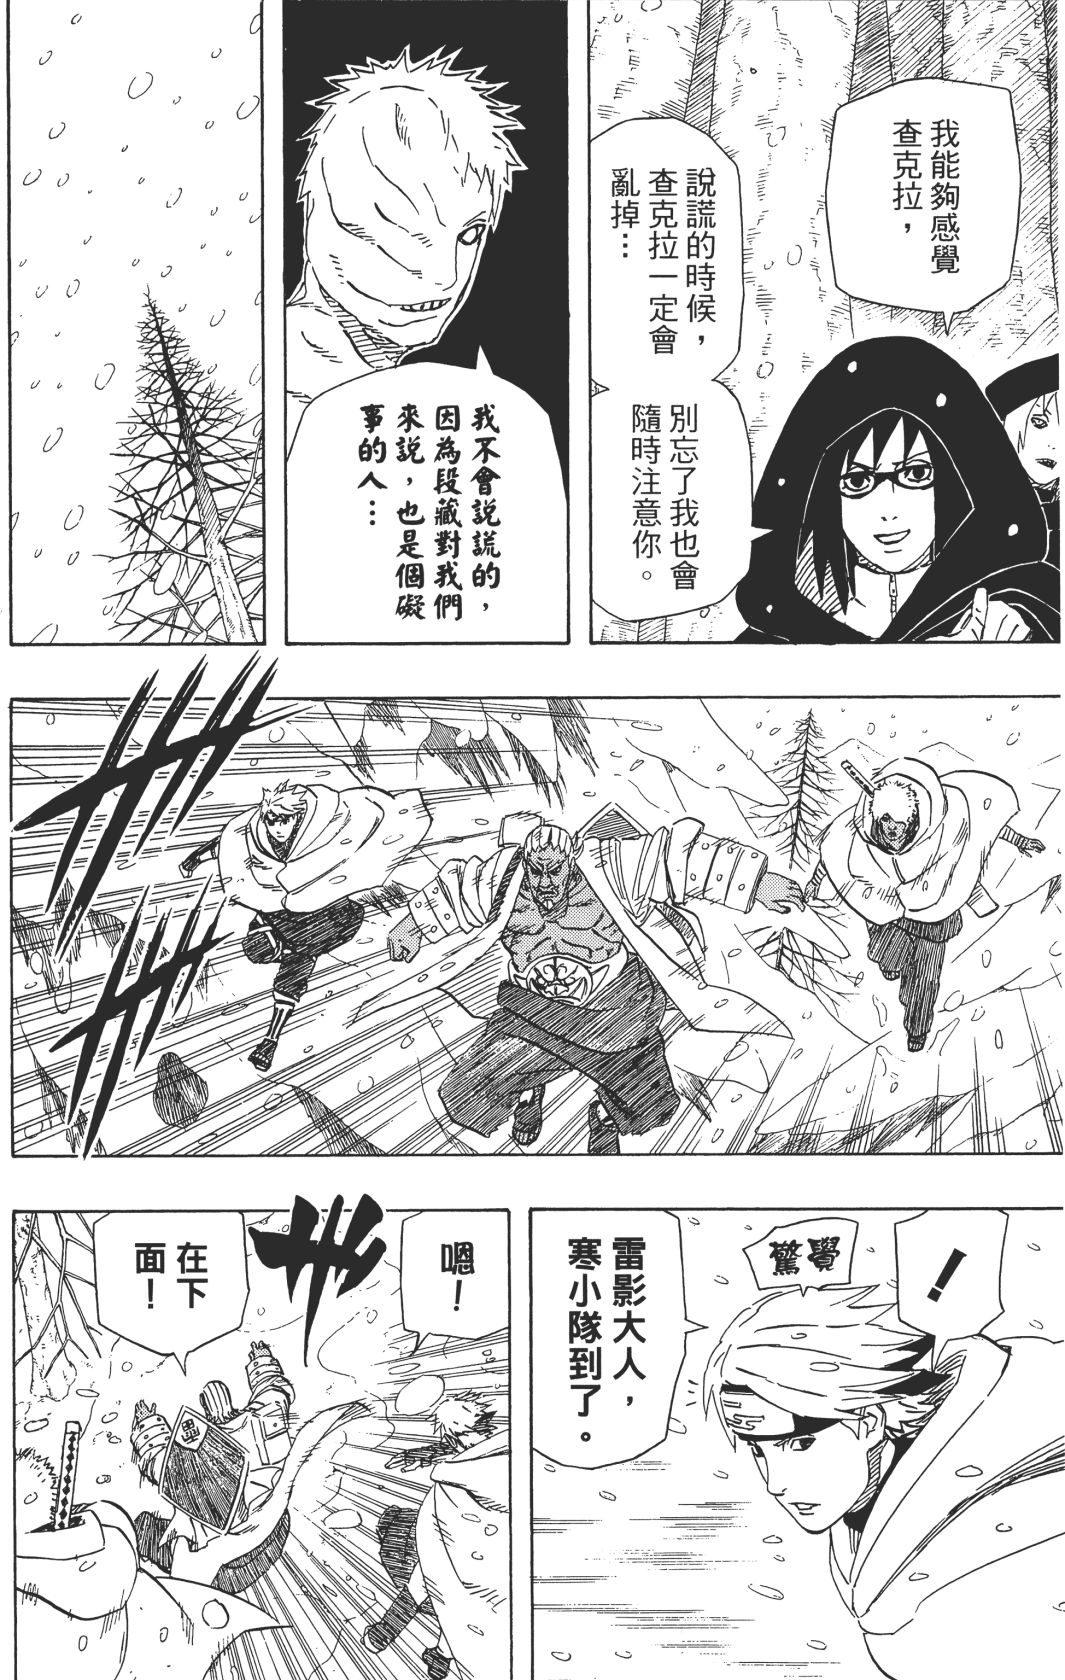 我能夠感覺
查克拉，
說謊的時候，
查克拉一定會
亂掉…
別忘了我也會
隨時注意你。
我不會說謊的，
因為段藏對我們
來說，也是個礙
事的人…
！
驚覺
雷影大人，
寒小隊到了。
嗯！
在下
面！